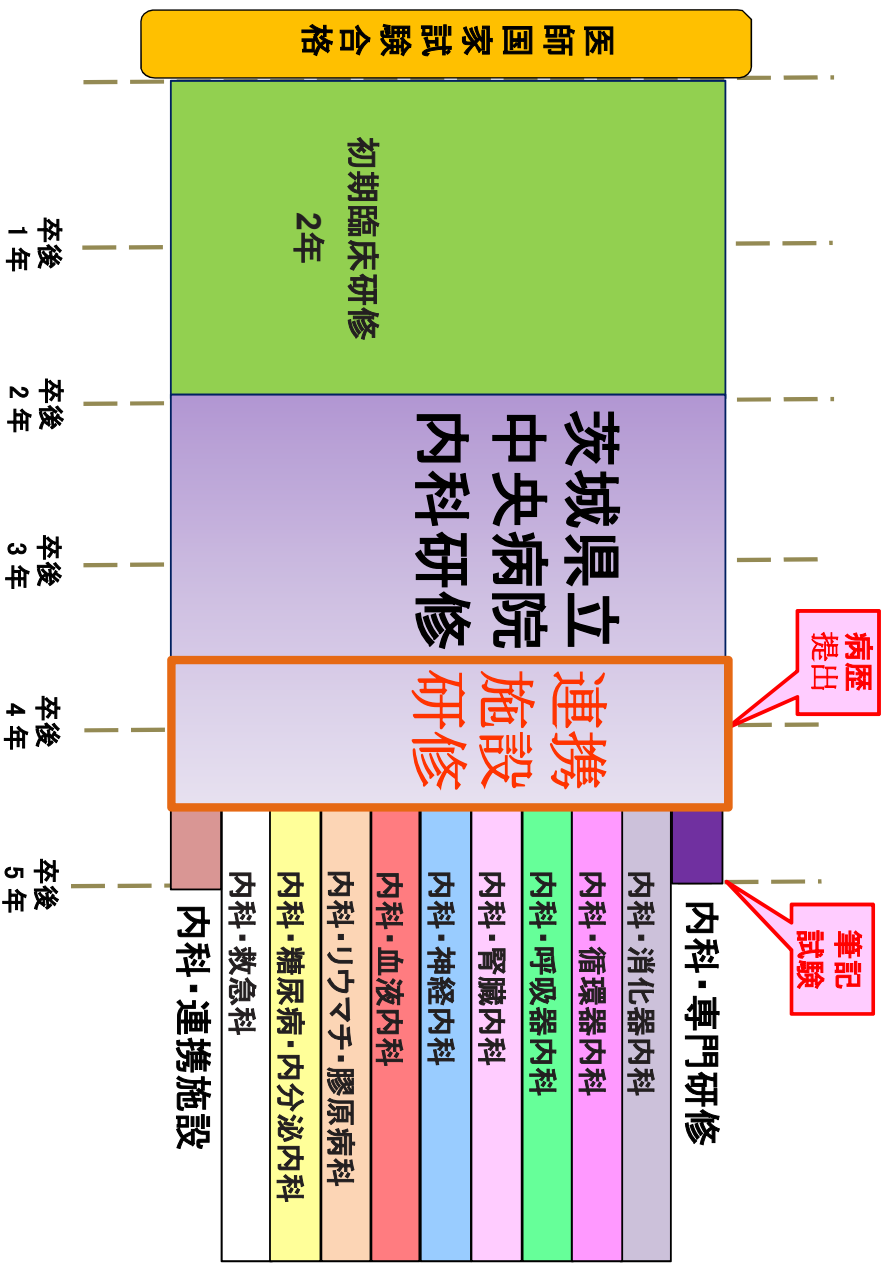 医師国家試験合格
初期臨床研修
2年
茨城県立
中央病院
内科研修
連携
施設
研修
病歴
提出
筆記
試験
内科・専門研修
内科・消化器内科
内科・循環器内科
内科・呼吸器内科
内科・腎臓内科
内科・神経内科
内科・血液内科
内科・リウマチ・膠原病科
内科・糖尿病・内分泌内科
内科・救急科
内科・連携施設
卒後
1年
卒後
2年
卒後
3年
卒後
4年
卒後
5年